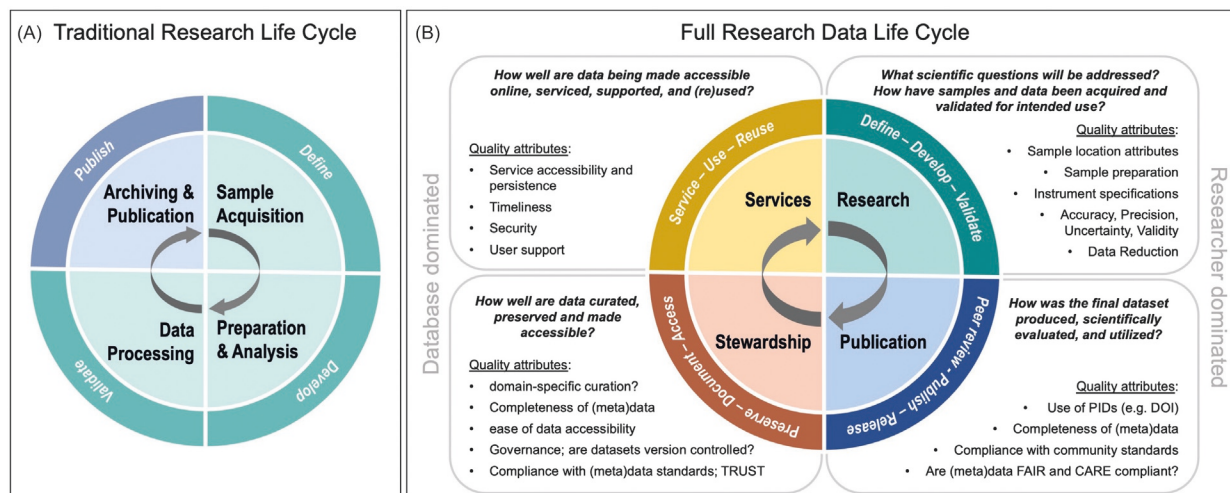 (A) Traditional Research Life Cycle
Publish
Define
Archiving &
Publication
Sample
Acquisition
Data
Processing
Preparation
& Analysis
Validate
Develop
(B) Full Research Data Life Cycle
Database dominated
How well are data being made accessible
online, serviced, supported, and (re)used?
Quality attributes:
• Service accessibility and
persistence
• Timeliness
• Security
• User support
What scientific questions will be addressed?
How have samples and data been acquired and
validated for intended use?
Quality attributes:
• Sample location attributes
• Sample preparation
• Instrument specifications
• Accuracy, Precision,
Uncertainty, Validity
• Data Reduction
Researcher dominated
Service – Use – Reuse
Define – Develop – Validate
Services
Research
Stewardship
Publication
Preserve – Document – Access
Peer review - Publish – Release
How well are data curated,
preserved and made
accessible?
Quality attributes:
• domain-specific curation?
• Completeness of (meta)data
• ease of data accessibility
• Governance; are datasets version controlled?
• Compliance with (meta)data standards; TRUST
How was the final dataset
produced, scientifically
evaluated, and utilized?
Quality attributes:
• Use of PIDs (e.g. DOI)
• Completeness of (meta)data
• Compliance with community standards
• Are (meta)data FAIR and CARE compliant?